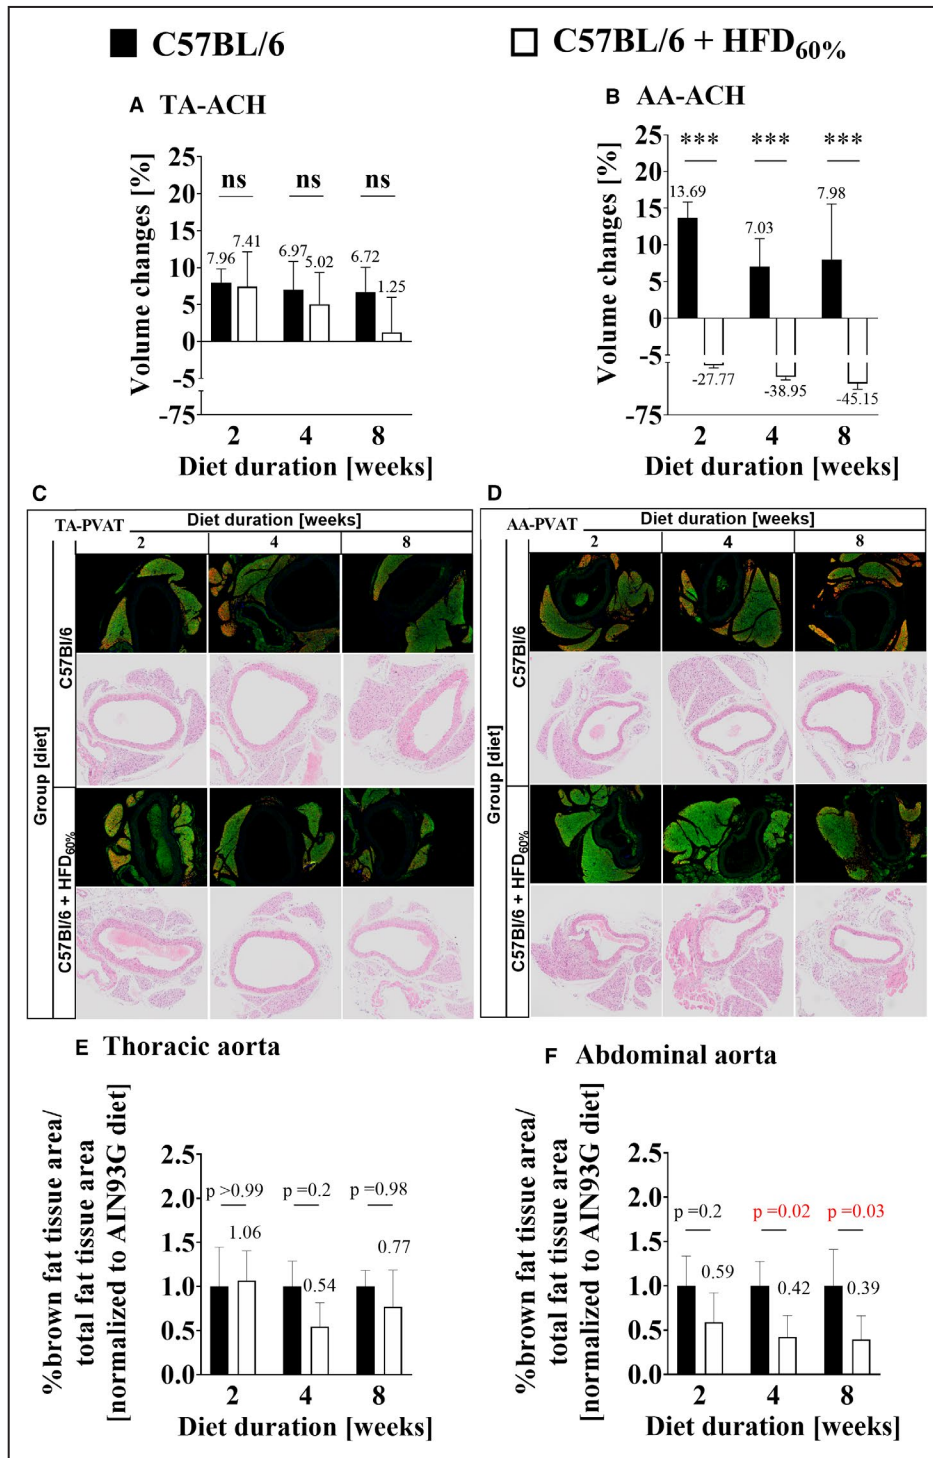 C57BL/6
C57BL/6 + HFD60%
A TA-ACH
Volume changes [%]
25
20
15
10
5
0
-5
-75
ns ns ns
7.96 7.41 6.97 5.02 6.72 1.25
2 4 8
Diet duration [weeks]
B AA-ACH
Volume changes [%]
25
20
15
10
5
0
-5
-75
*** *** ***
13.69 7.03 7.98
-27.77 -38.95 -45.15
2 4 8
Diet duration [weeks]
C
TA-PVAT
Diet duration [weeks]
2 4 8
Group [diet]
C57Bl/6
C57Bl/6 + HFD60%
D
AA-PVAT
Diet duration [weeks]
2 4 8
Group [diet]
C57Bl/6
C57Bl/6 + HFD60%
E Thoracic aorta
%brown fat tissue area/
total fat tissue area
[normalized to AIN93G diet]
2.5
2.0
1.5
1.0
0.5
0.0
p >0.99 p =0.2 p =0.98
1.06 0.54 0.77
2 4 8
Diet duration [weeks]
F Abdominal aorta
%brown fat tissue area/
total fat tissue area
[normalized to AIN93G diet]
2.5
2.0
1.5
1.0
0.5
0.0
p =0.2 p =0.02 p =0.03
0.59 0.42 0.39
2 4 8
Diet duration [weeks]